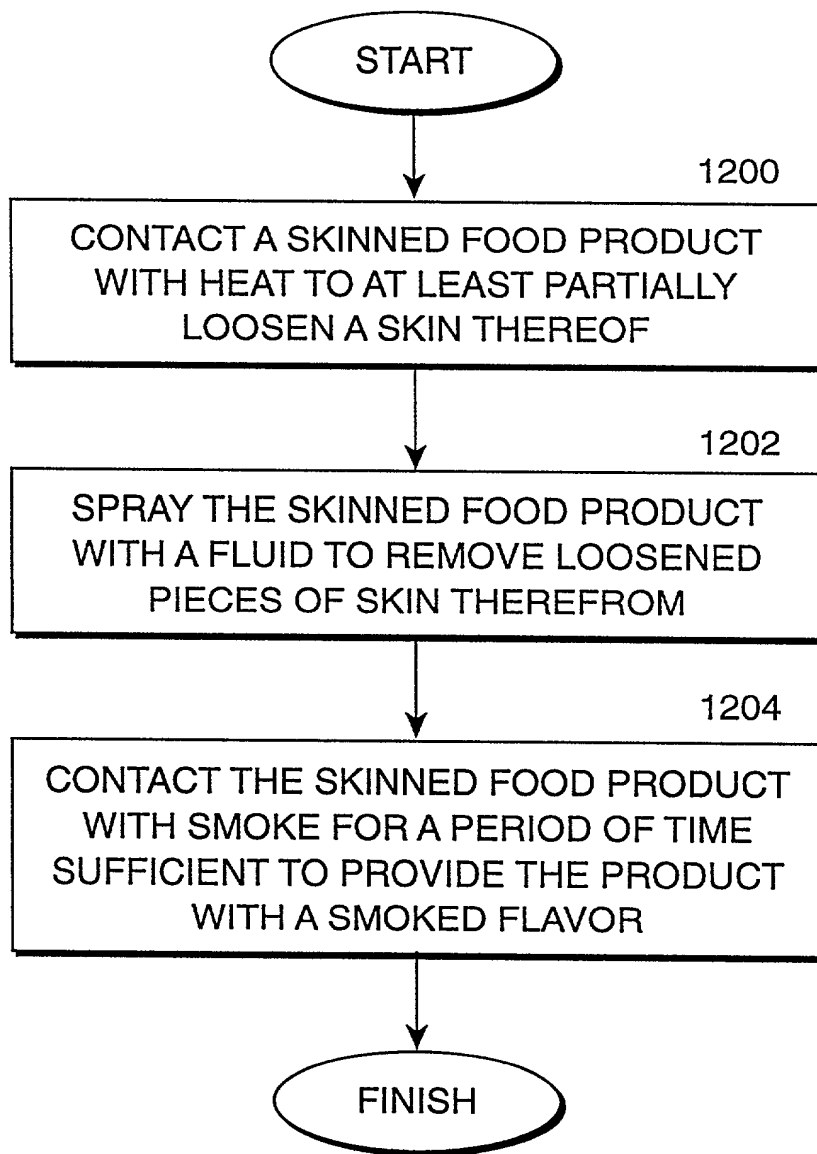 START
1200
CONTACT A SKINNED FOOD PRODUCT
WITH HEAT TO AT LEAST PARTIALLY
LOOSEN A SKIN THEREOF
1202
SPRAY THE SKINNED FOOD PRODUCT
WITH A FLUID TO REMOVE LOOSENED
PIECES OF SKIN THEREFROM
1204
CONTACT THE SKINNED FOOD PRODUCT
WITH SMOKE FOR A PERIOD OF TIME
SUFFICIENT TO PROVIDE THE PRODUCT
WITH A SMOKED FLAVOR
FINISH